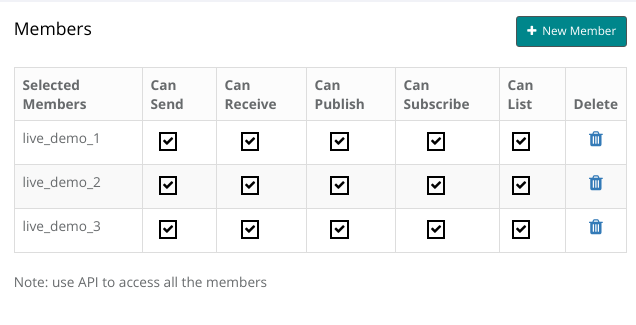 Members
+ New Member
Selected Members
Can Send
Can Receive
Can Publish
Can Subscribe
Can List
Delete
live_demo_1
live_demo_2
live_demo_3
Note: use API to access all the members